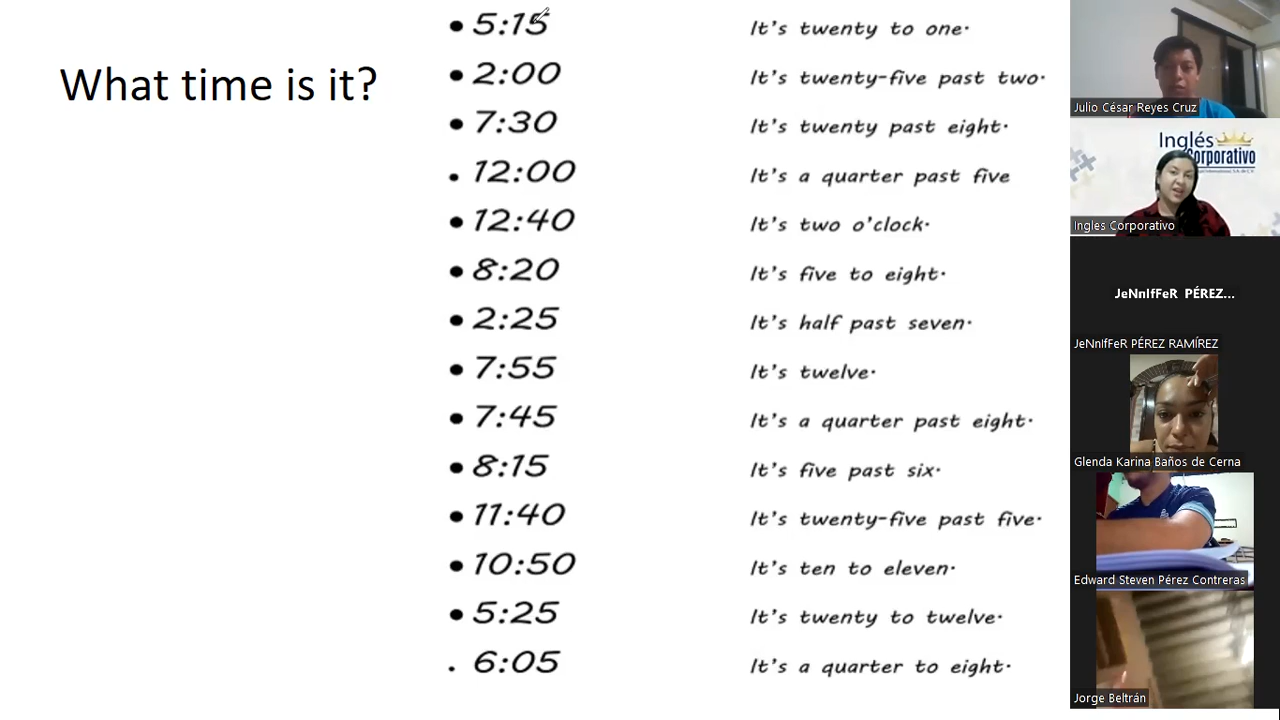 What time is it?
• 5:15 It's twenty to one.
• 2:00 It's twenty-five past two.
• 7:30 It's twenty past eight.
. 12:00 It's a quarter past five
• 12:40 It's two o'clock.
• 8:20 It's five to eight.
• 2:25 It's half past seven.
• 7:55 It's twelve.
• 7:45 It's a quarter past eight.
• 8:15 It's five past six.
• 11:40 It's twenty-five past five.
• 10:50 It's ten to eleven.
• 5:25 It's twenty to twelve.
. 6:05 It's a quarter to eight.
Julio César Reyes Cruz
Inglés
Corporativo
Ingles Corporativo
JeNnIfFeR PÉREZ...
JeNnIfFeR PÉREZ RAMÍREZ
Glenda Karina Baños de Cerna
Edward Steven Pérez Contreras
Jorge Beltrán